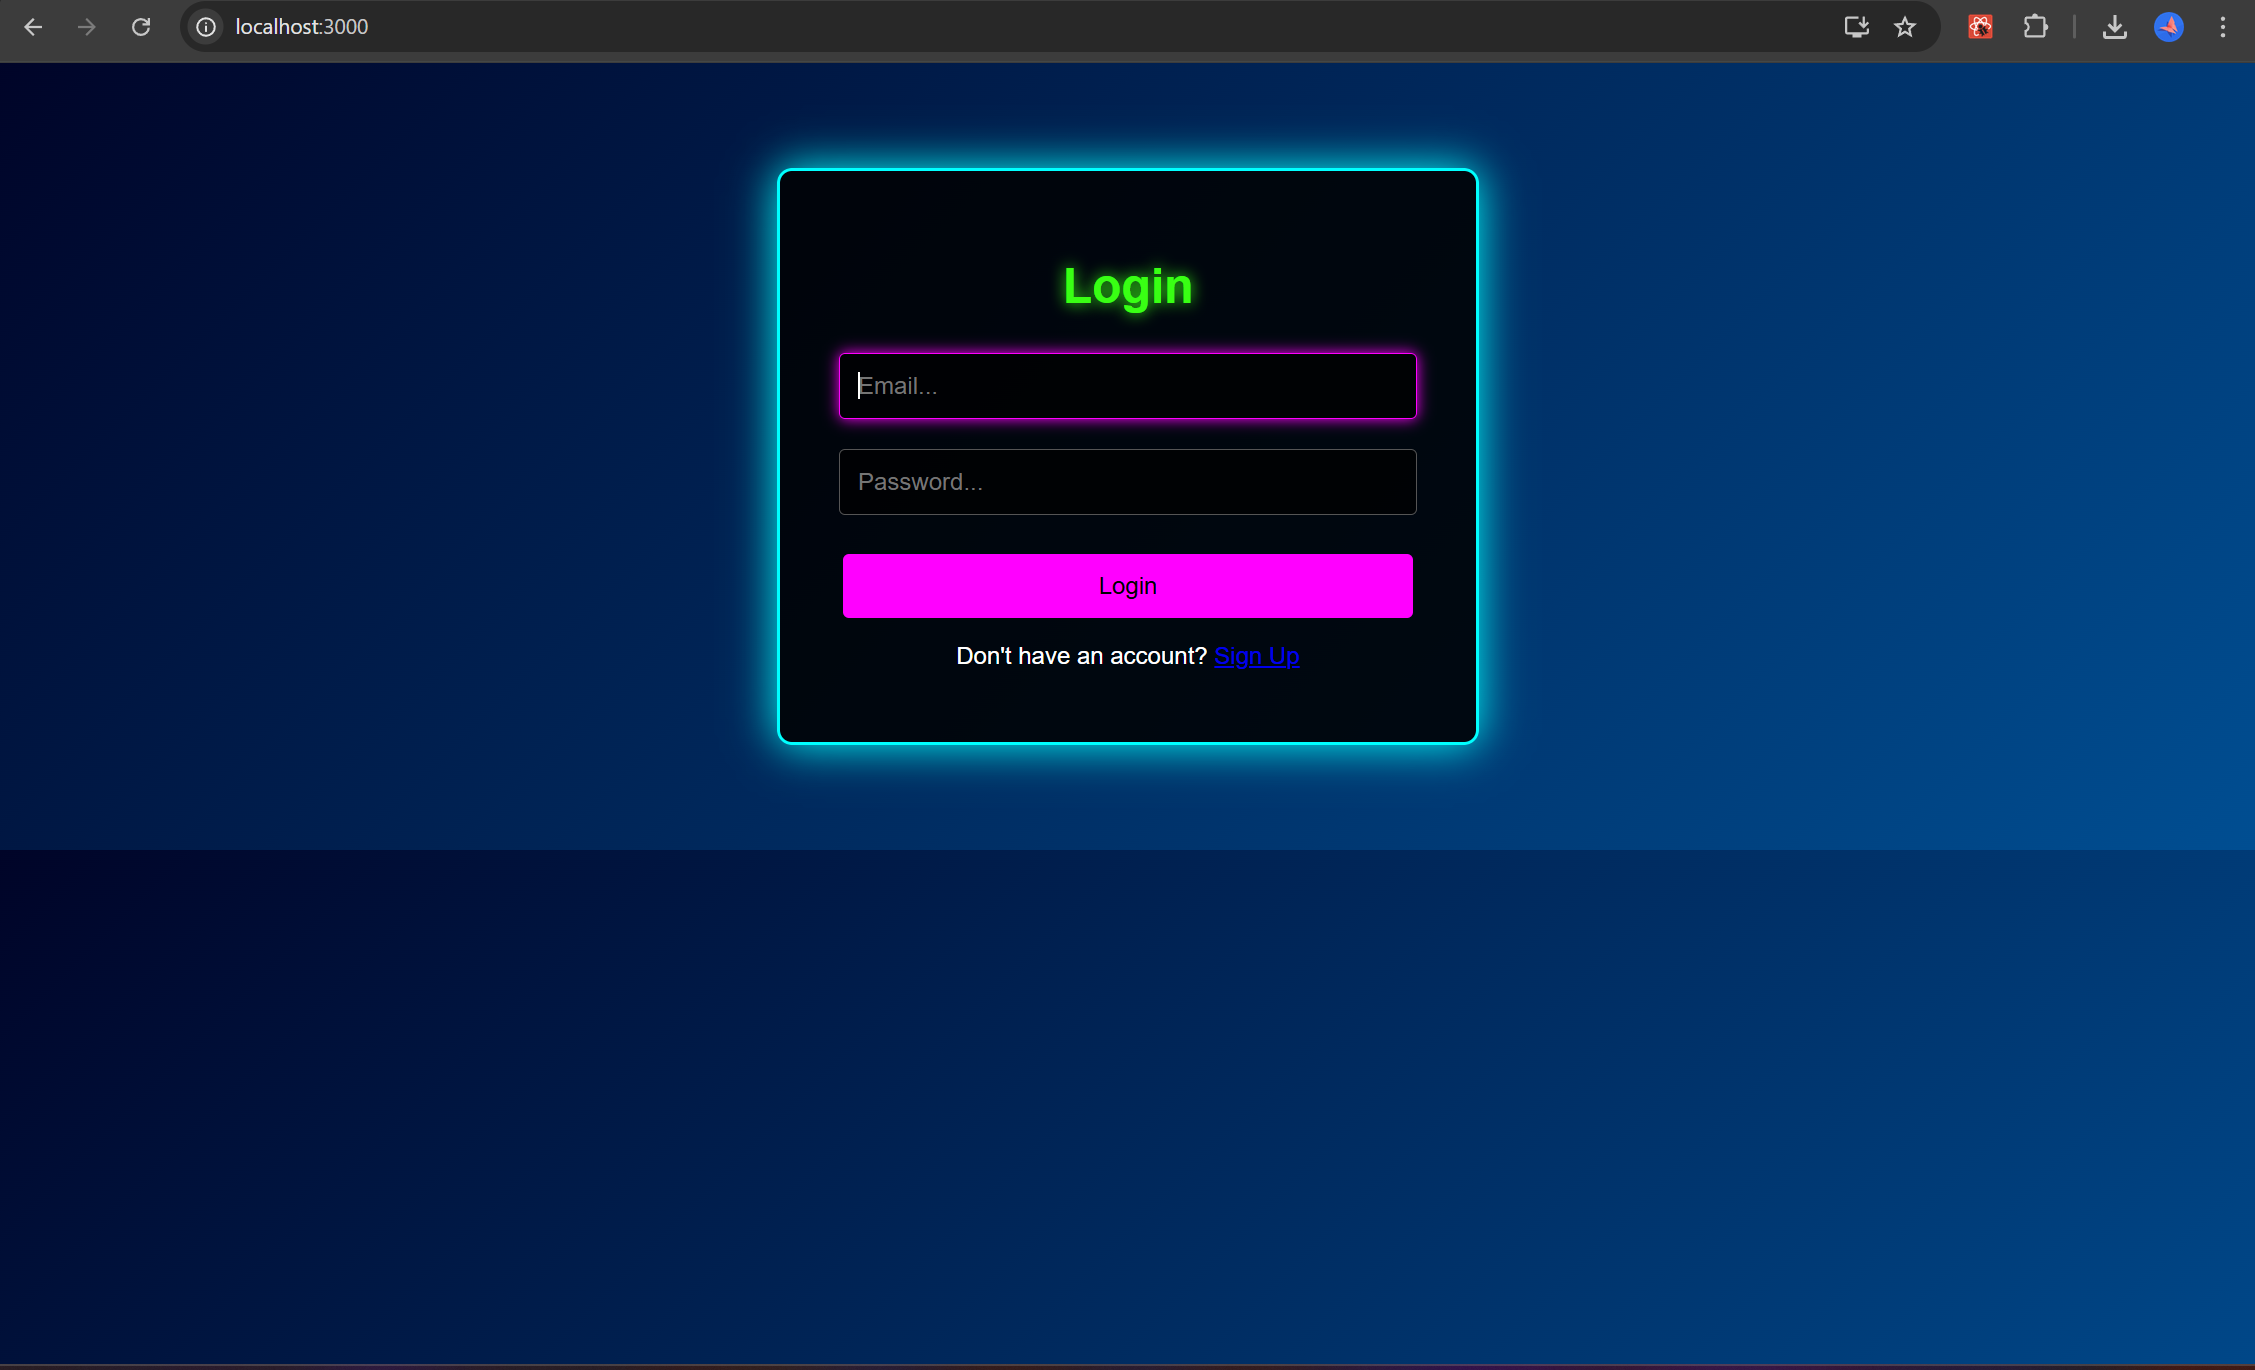 localhost:3000
Login
Email...
Password...
Login
Don't have an account? Sign Up